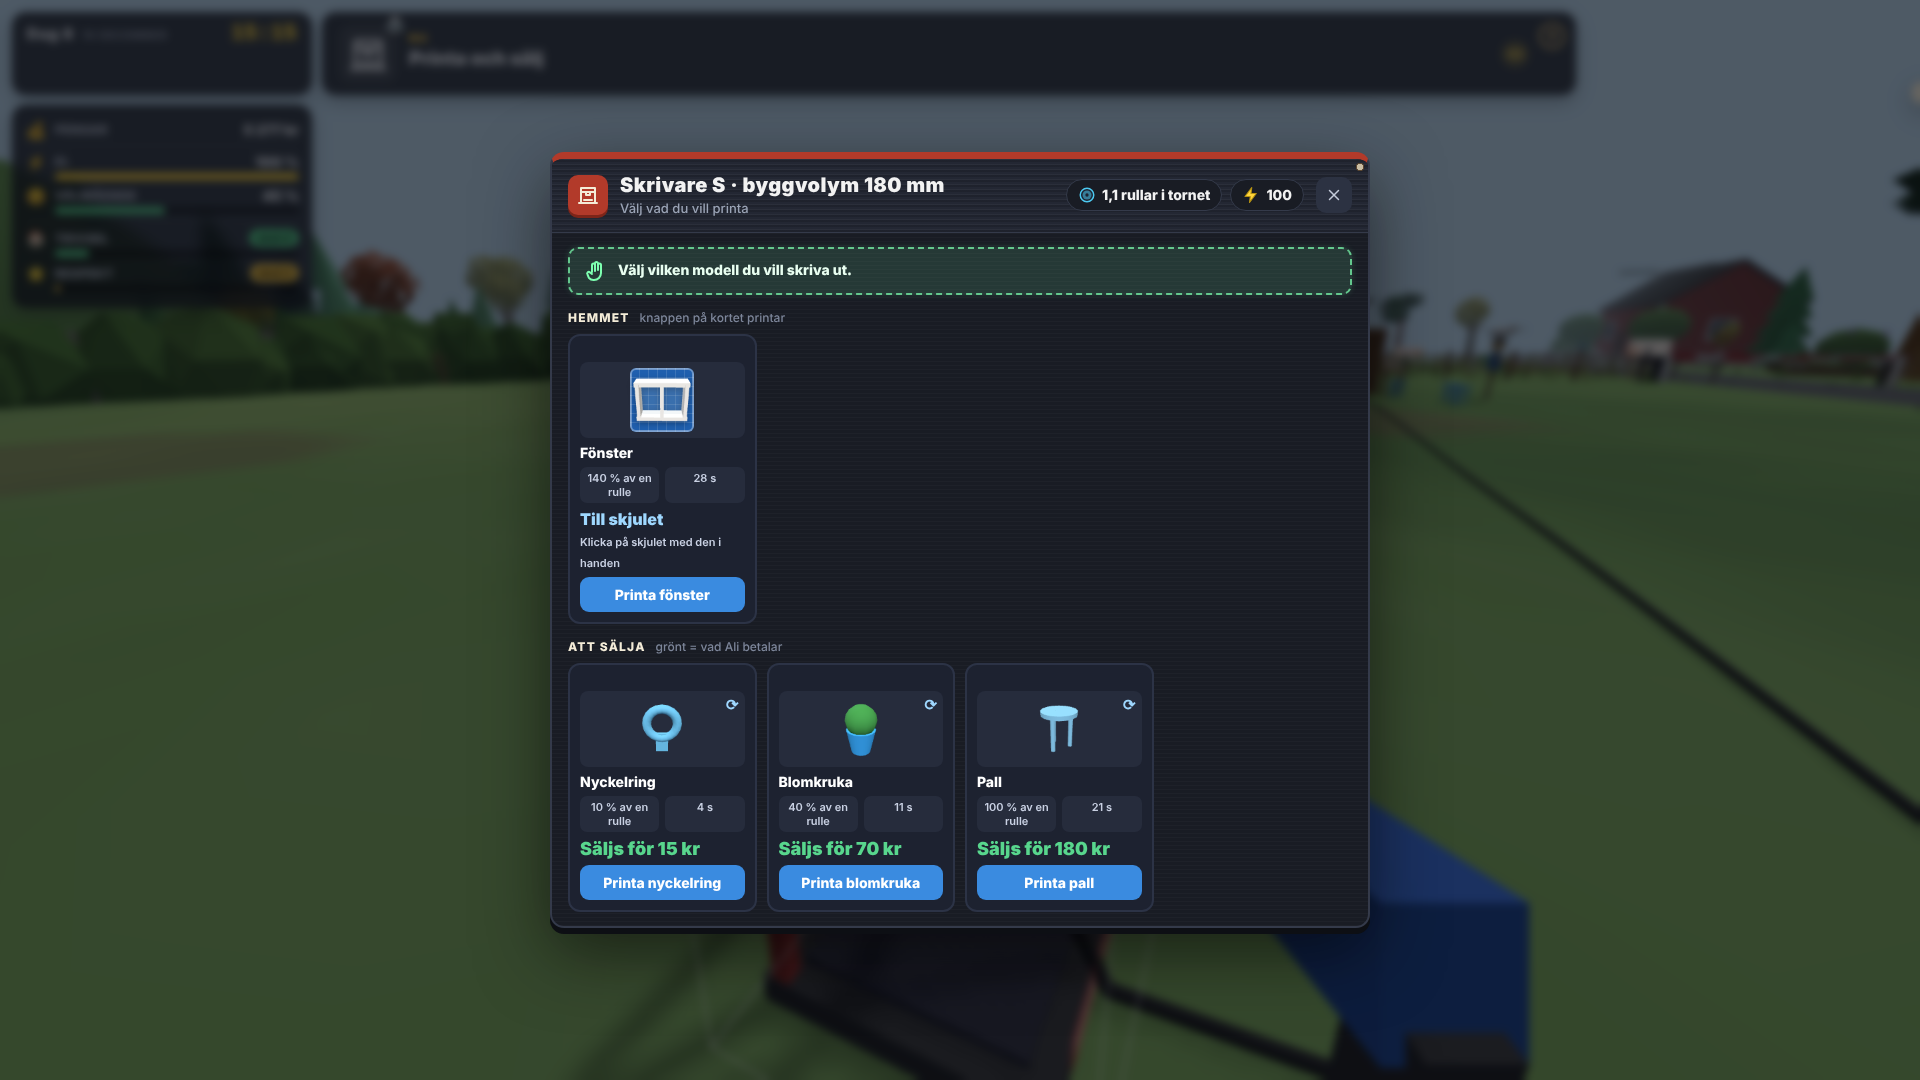 Printa och sälj
Skrivare S · byggvolym 180 mm
Välj vad du vill printa
1,1 rullar i tornet
100
Välj vilken modell du vill skriva ut.
HEMMET knappen på kortet printar
Fönster
140 % av en rulle
28 s
Till skjulet
Klicka på skjulet med den i
handen
Printa fönster
ATT SÄLJA grönt = vad Ali betalar
Nyckelring
10 % av en rulle
4 s
Säljs för 15 kr
Printa nyckelring
Blomkruka
40 % av en rulle
11 s
Säljs för 70 kr
Printa blomkruka
Pall
100 % av en rulle
21 s
Säljs för 180 kr
Printa pall